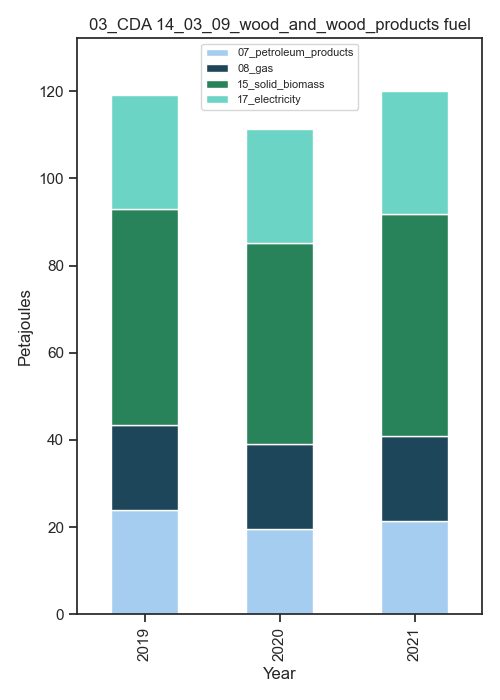 03_CDA 14_03_09_wood_and_wood_products fuel
07_petroleum_products
08_gas
15_solid_biomass
17_electricity
120
100
80
60
40
20
0
Petajoules
2019
2020
2021
Year